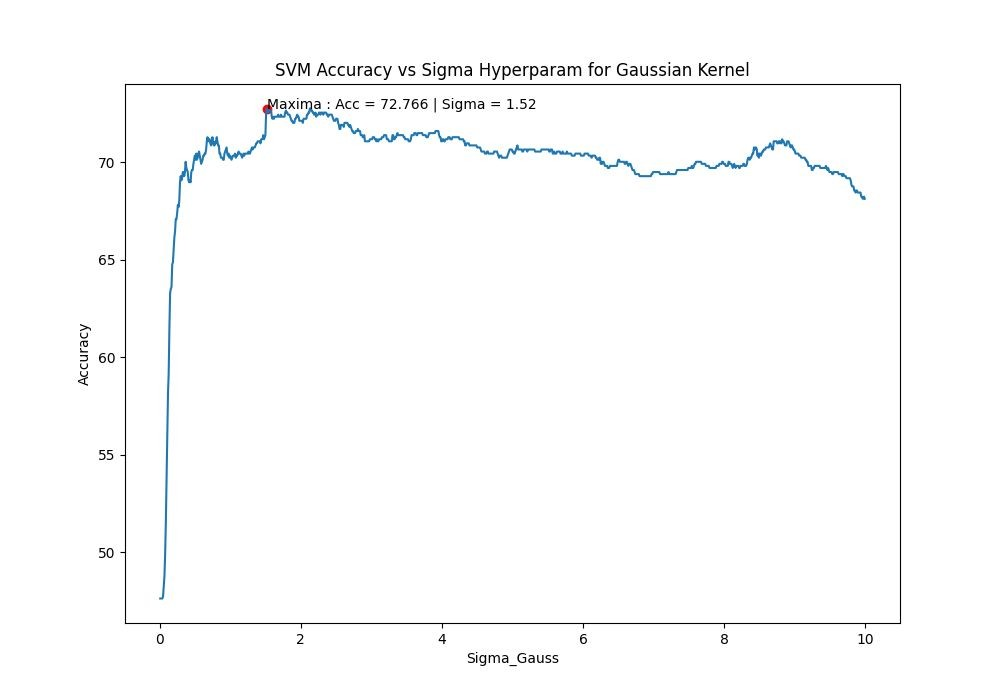 SVM Accuracy vs Sigma Hyperparam for Gaussian Kernel
Maxima : Acc = 72.766 | Sigma = 1.52
70
65
60
55
50
Accuracy
0 2 4 6 8 10
Sigma_Gauss